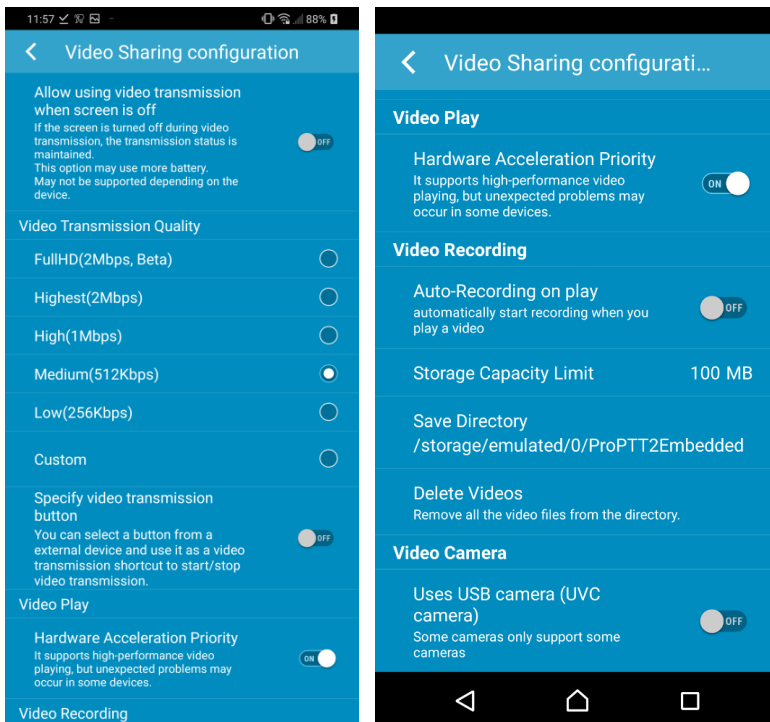 11:57
88%
Video Sharing configuration
Allow using video transmission
when screen is off
If the screen is turned off during video
transmission, the transmission status is
maintained.
This option may use more battery.
May not be supported depending on the
device.
OFF
Video Transmission Quality
FullHD(2Mbps, Beta)
Highest(2Mbps)
High(1Mbps)
Medium(512Kbps)
Low(256Kbps)
Custom
Specify video transmission
button
You can select a button from a
external device and use it as a video
transmission shortcut to start/stop
video transmission.
OFF
Video Play
Hardware Acceleration Priority
It supports high-performance video
playing, but unexpected problems may
occur in some devices.
ON
Video Recording
Video Sharing configurati...
Video Play
Hardware Acceleration Priority
It supports high-performance video
playing, but unexpected problems may
occur in some devices.
ON
Video Recording
Auto-Recording on play
automatically start recording when you
play a video
OFF
Storage Capacity Limit 100 MB
Save Directory
/storage/emulated/0/ProPTT2Embedded
Delete Videos
Remove all the video files from the directory.
Video Camera
Uses USB camera (UVC
camera)
Some cameras only support some
cameras
OFF